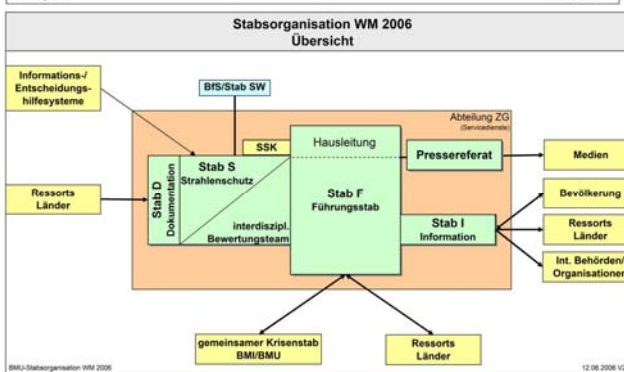 Stabsorganisation WM 2006
Übersicht
Informations-/
Entscheidungs-
hilfesysteme
BfS/Stab SW
Abteilung ZG
(Servicedienste)
SSK
Hausleitung
Pressereferat
Medien
Stab D
Dokumentation
Stab S
Strahlenschutz
Ressorts
Länder
Stab F
Führungsstab
interdiszipl.
Bewertungsteam
Stab I
Information
Bevölkerung
Ressorts
Länder
Int. Behörden/
Organisationen
gemeinsamer Krisenstab
BMI/BMU
Ressorts
Länder
BMU-Stabsorganisation WM 2006
12.06.2006 V2